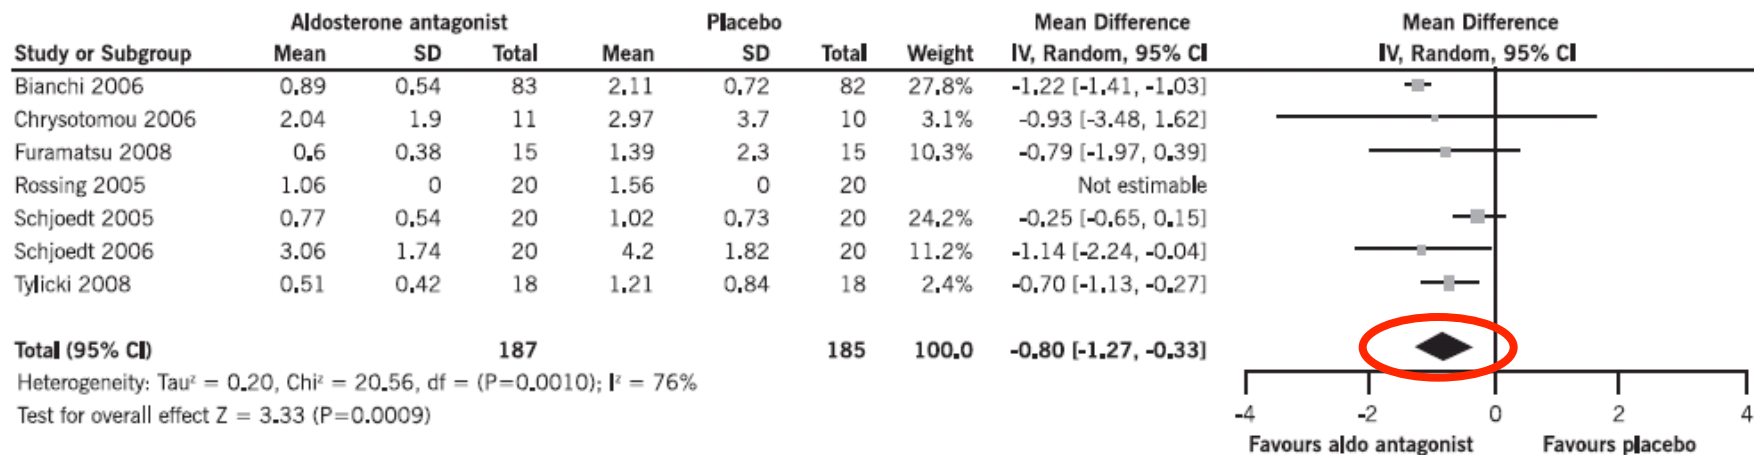 Aldosterone antagonist Placebo Mean Difference Mean Difference
Study or Subgroup Mean SD Total Mean SD Total Weight IV, Random, 95% CI IV, Random, 95% CI
Bianchi 2006 0.89 0.54 83 2.11 0.72 82 27.8% -1.22 [-1.41, -1.03]
Chrysotomou 2006 2.04 1.9 11 2.97 3.7 10 3.1% -0.93 [-3.48, 1.62]
Furamatsu 2008 0.6 0.38 15 1.39 2.3 15 10.3% -0.79 [-1.97, 0.39]
Rossing 2005 1.06 0 20 1.56 0 20 Not estimable
Schjoedt 2005 0.77 0.54 20 1.02 0.73 20 24.2% -0.25 [-0.65, 0.15]
Schjoedt 2006 3.06 1.74 20 4.2 1.82 20 11.2% -1.14 [-2.24, -0.04]
Tylicki 2008 0.51 0.42 18 1.21 0.84 18 2.4% -0.70 [-1.13, -0.27]
Total (95% CI) 187 185 100.0 -0.80 [-1.27, -0.33]
Heterogeneity: Tau² = 0.20, Chi² = 20.56, df = (P=0.0010); I² = 76%
Test for overall effect Z = 3.33 (P=0.0009)
-4 -2 0 2 4
Favours aldo antagonist Favours placebo